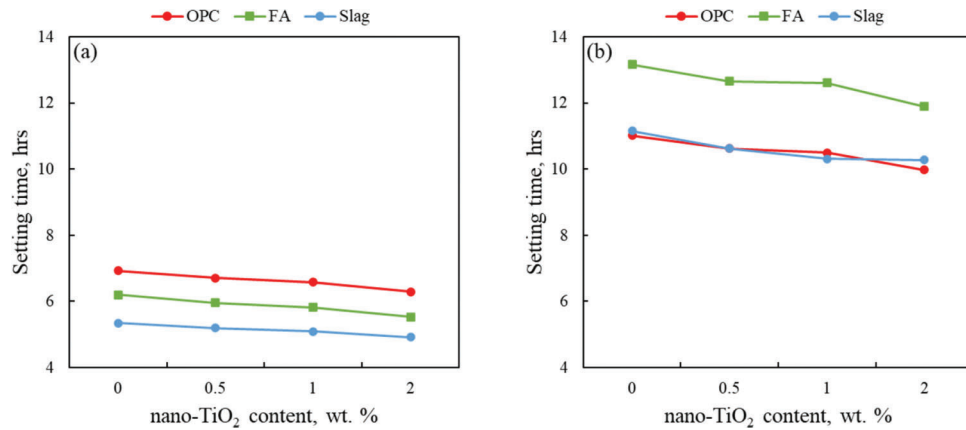 OPC FA Slag
(a)
14
12
10
8
6
4
Setting time, hrs
0 0.5 1 2
nano-TiO₂ content, wt. %
OPC FA Slag
(b)
14
12
10
8
6
4
Setting time, hrs
0 0.5 1 2
nano-TiO₂ content, wt. %